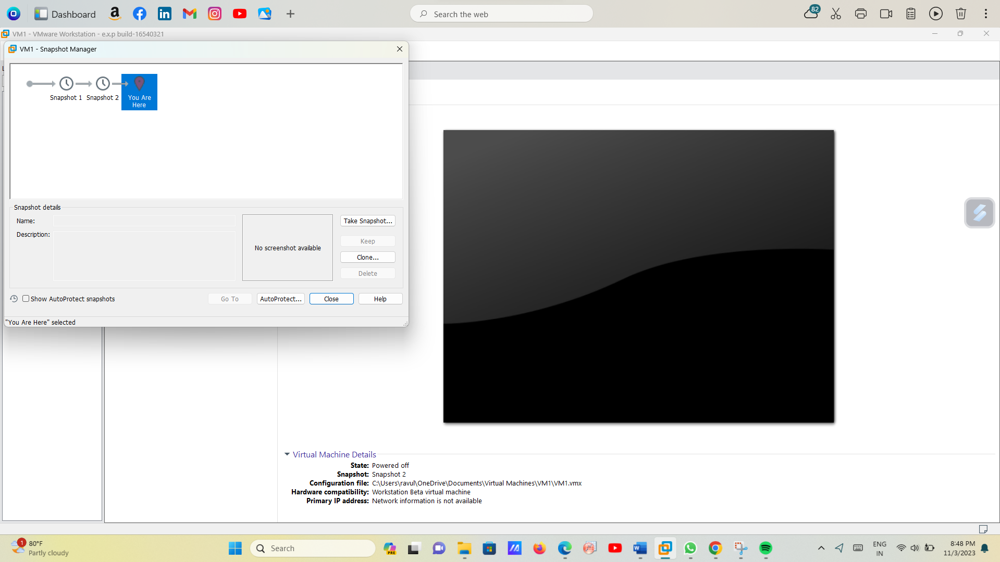 Dashboard
Search the web
82
VM1 - VMware Workstation - e.x.p build-16540321
VM1 - Snapshot Manager
Snapshot 1
Snapshot 2
You Are
Here
Snapshot details
Name:
Description:
No screenshot available
Take Snapshot...
Keep
Clone...
Delete
Show AutoProtect snapshots
Go To
AutoProtect...
Close
Help
"You Are Here" selected
Virtual Machine Details
State: Powered off
Snapshot: Snapshot 2
Configuration file: C:\Users\ravul\OneDrive\Documents\Virtual Machines\VM1\VM1.vmx
Hardware compatibility: Workstation Beta virtual machine
Primary IP address: Network information is not available
1
80°F
Partly cloudy
Search
PRE
ENG
IN
8:48 PM
11/3/2023